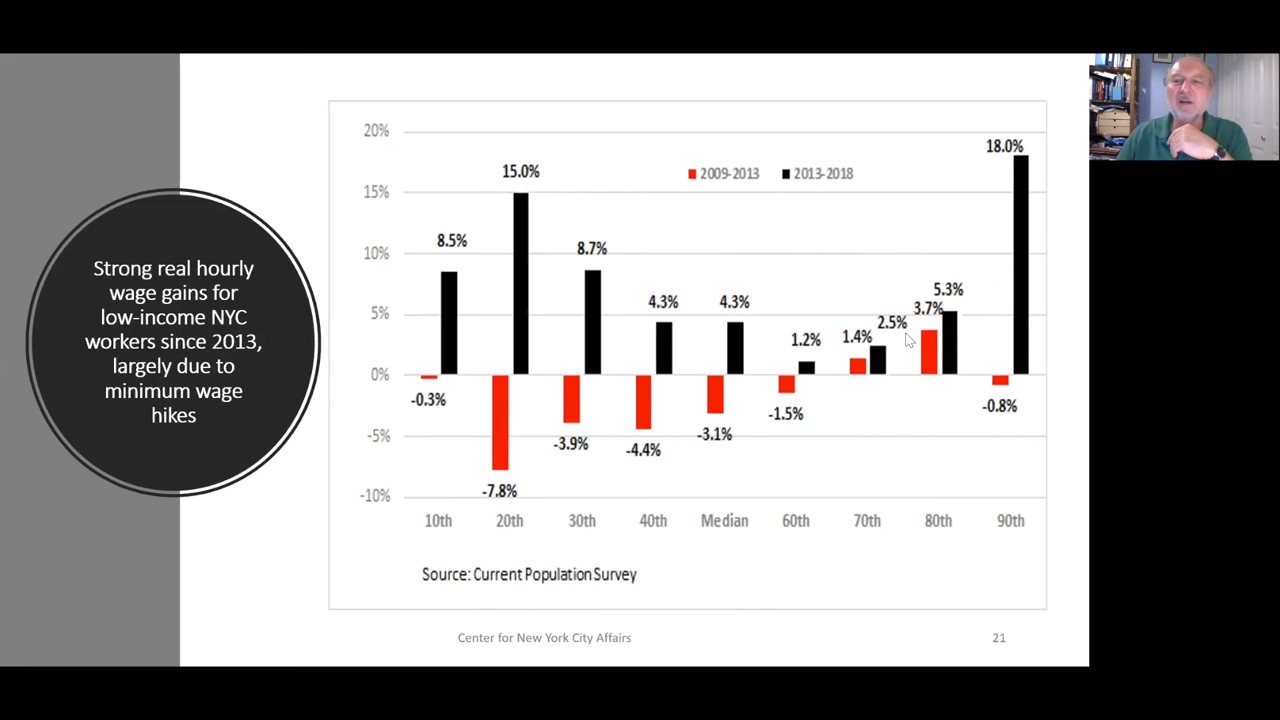 Strong real hourly
wage gains for
low-income NYC
workers since 2013,
largely due to
minimum wage
hikes
20%
15%
10%
5%
0%
-5%
-10%
2009-2013
2013-2018
8.5%
15.0%
8.7%
4.3%
4.3%
1.2%
1.4%
2.5%
3.7%
5.3%
18.0%
-0.3%
-7.8%
-3.9%
-4.4%
-3.1%
-1.5%
-0.8%
10th
20th
30th
40th
Median
60th
70th
80th
90th
Source: Current Population Survey
Center for New York City Affairs
21